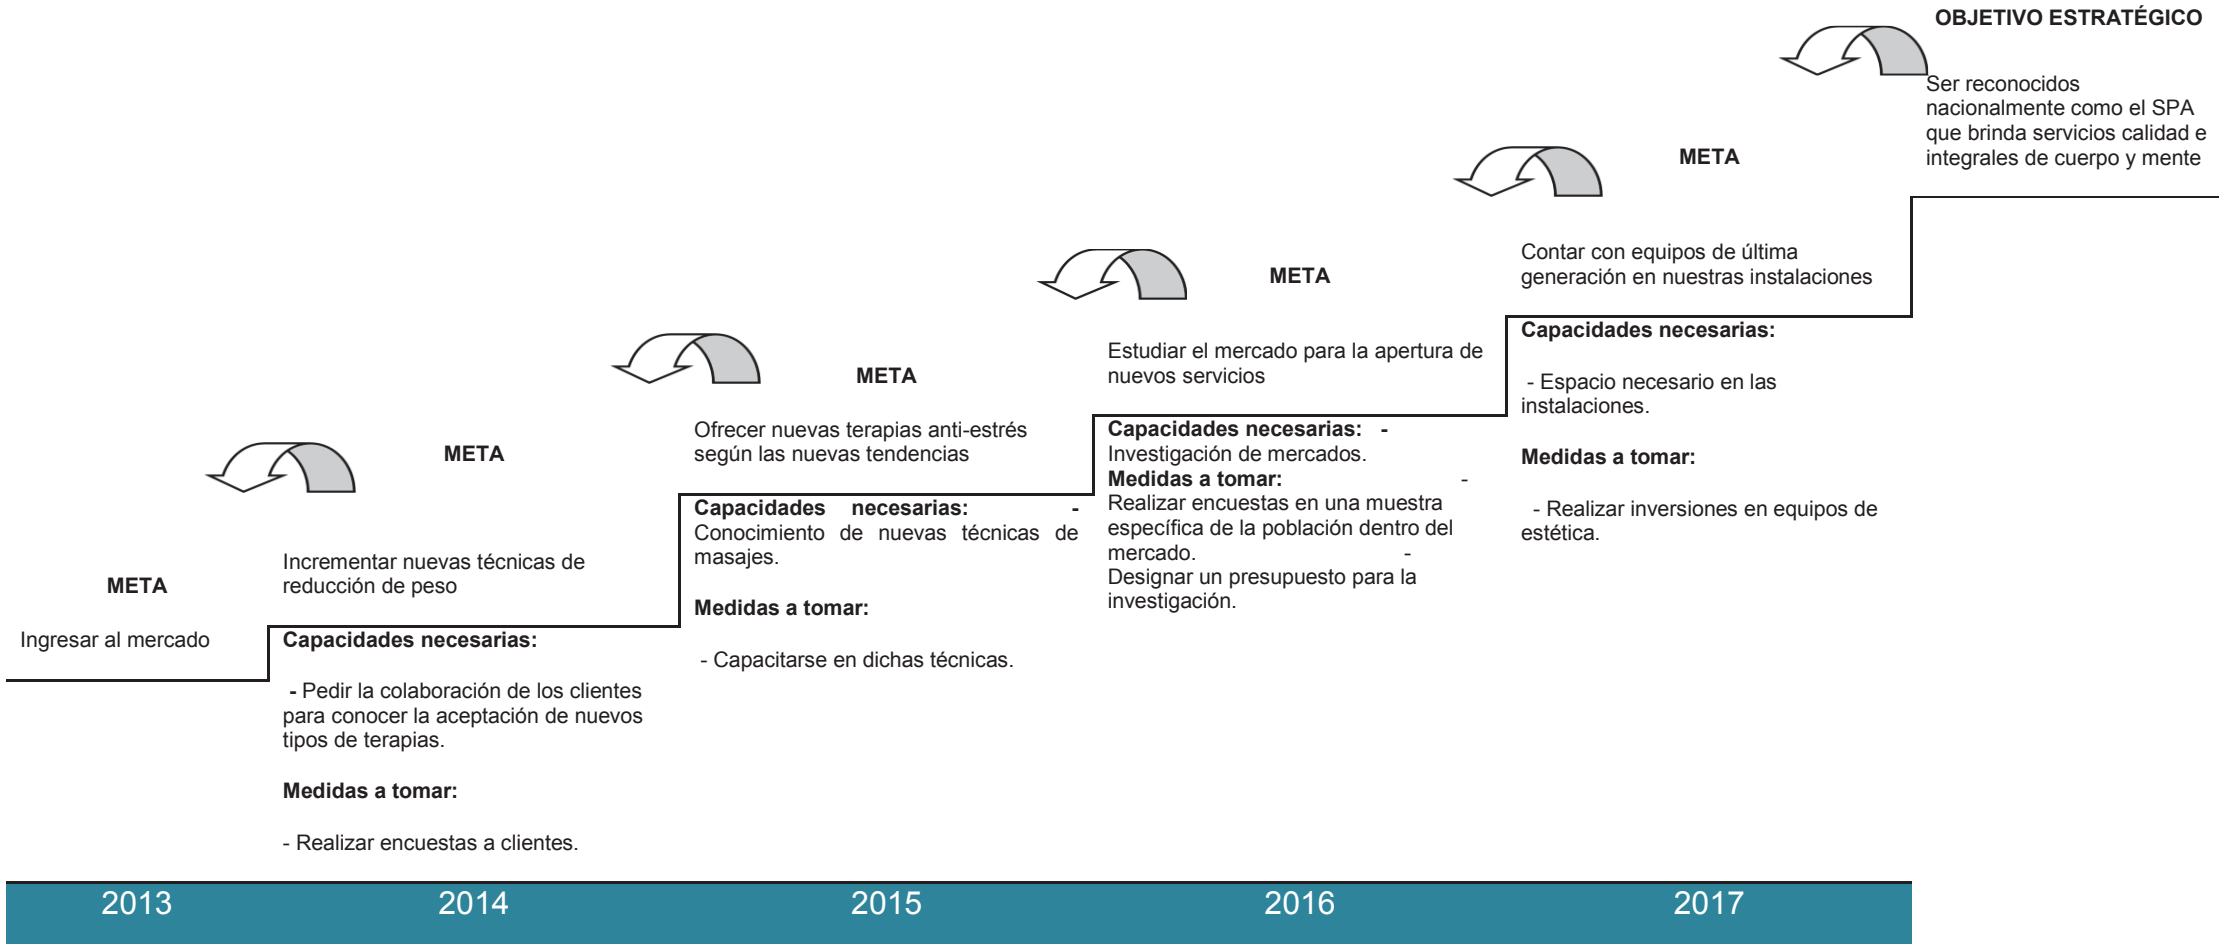 META
Ingresar al mercado
META
Incrementar nuevas técnicas de
reducción de peso
Capacidades necesarias:
- Pedir la colaboración de los clientes
para conocer la aceptación de nuevos
tipos de terapias.
Medidas a tomar:
- Realizar encuestas a clientes.
META
Ofrecer nuevas terapias anti-estrés
según las nuevas tendencias
Capacidades necesarias: -
Conocimiento de nuevas técnicas de
masajes.
Medidas a tomar:
- Capacitarse en dichas técnicas.
META
Estudiar el mercado para la apertura de
nuevos servicios
Capacidades necesarias: -
Investigación de mercados.
Medidas a tomar: -
Realizar encuestas en una muestra
específica de la población dentro del
mercado. -
Designar un presupuesto para la
investigación.
META
Contar con equipos de última
generación en nuestras instalaciones
Capacidades necesarias:
- Espacio necesario en las
instalaciones.
Medidas a tomar:
- Realizar inversiones en equipos de
estética.
OBJETIVO ESTRATÉGICO
Ser reconocidos
nacionalmente como el SPA
que brinda servicios calidad e
integrales de cuerpo y mente
2013
2014
2015
2016
2017